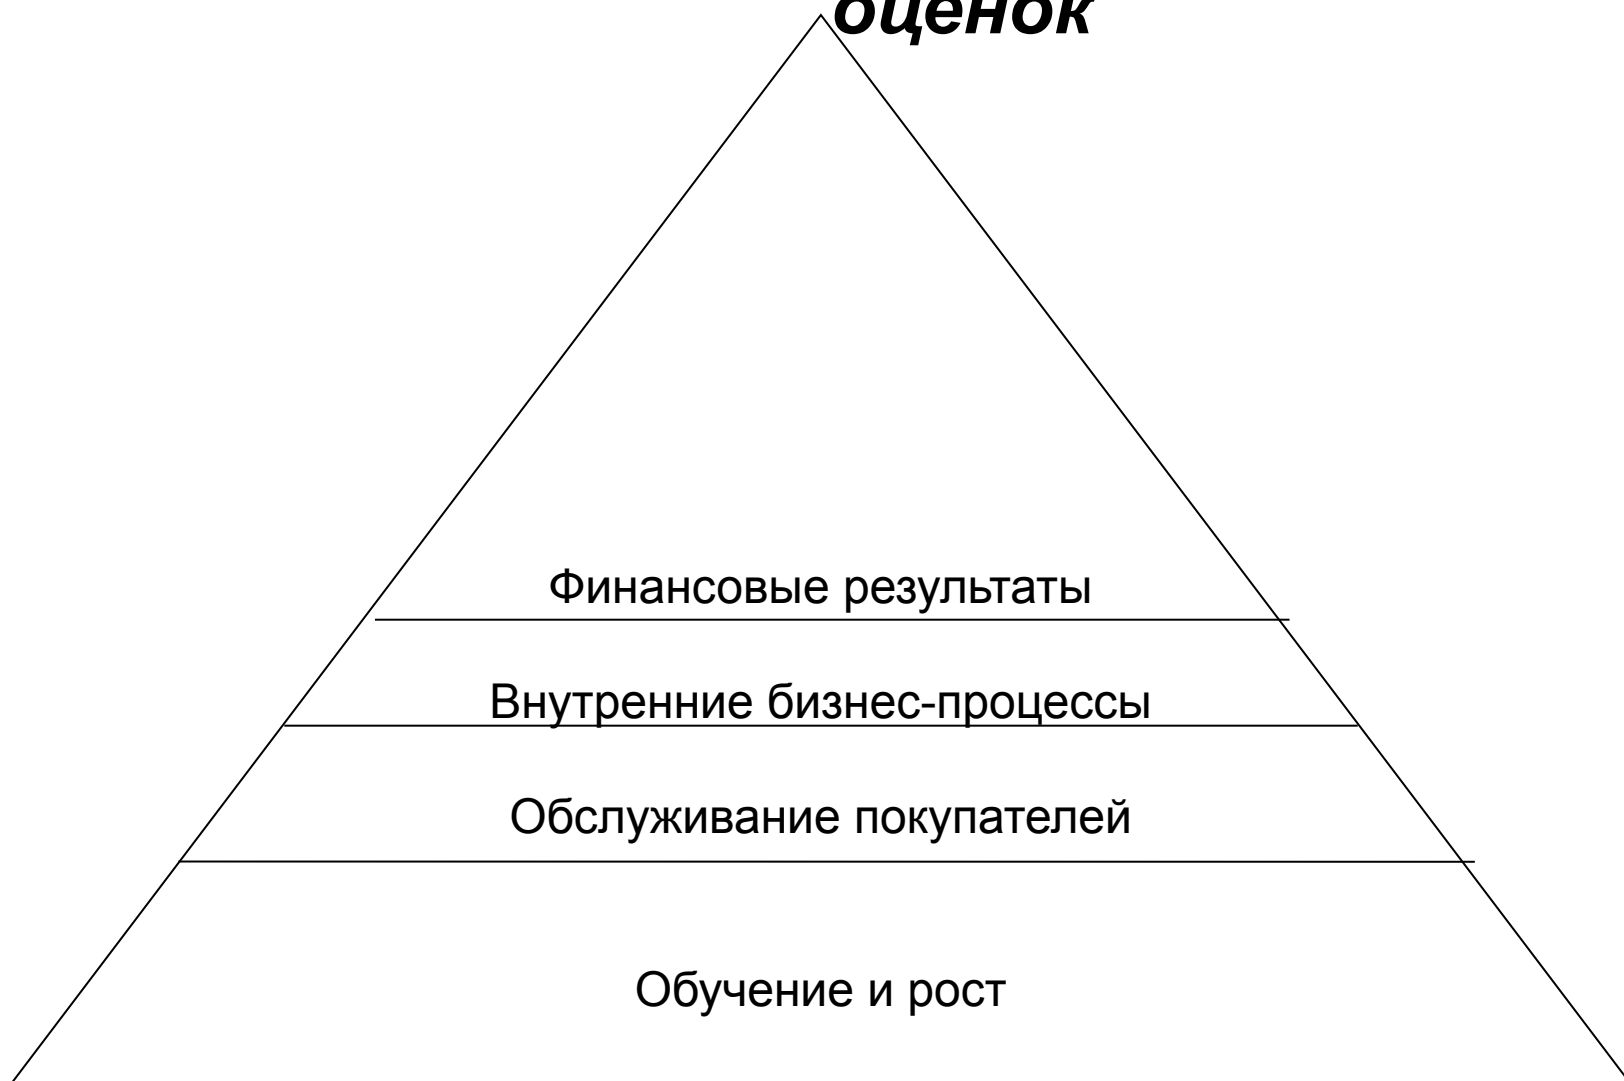 оценок
Финансовые результаты
Внутренние бизнес-процессы
Обслуживание покупателей
Обучение и рост